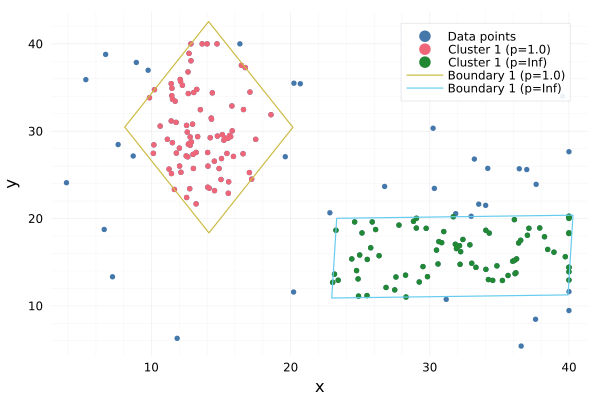 40
30
20
10
y
10
20
30
40
x
Data points
Cluster 1 (p=1.0)
Cluster 1 (p=Inf)
Boundary 1 (p=1.0)
Boundary 1 (p=Inf)